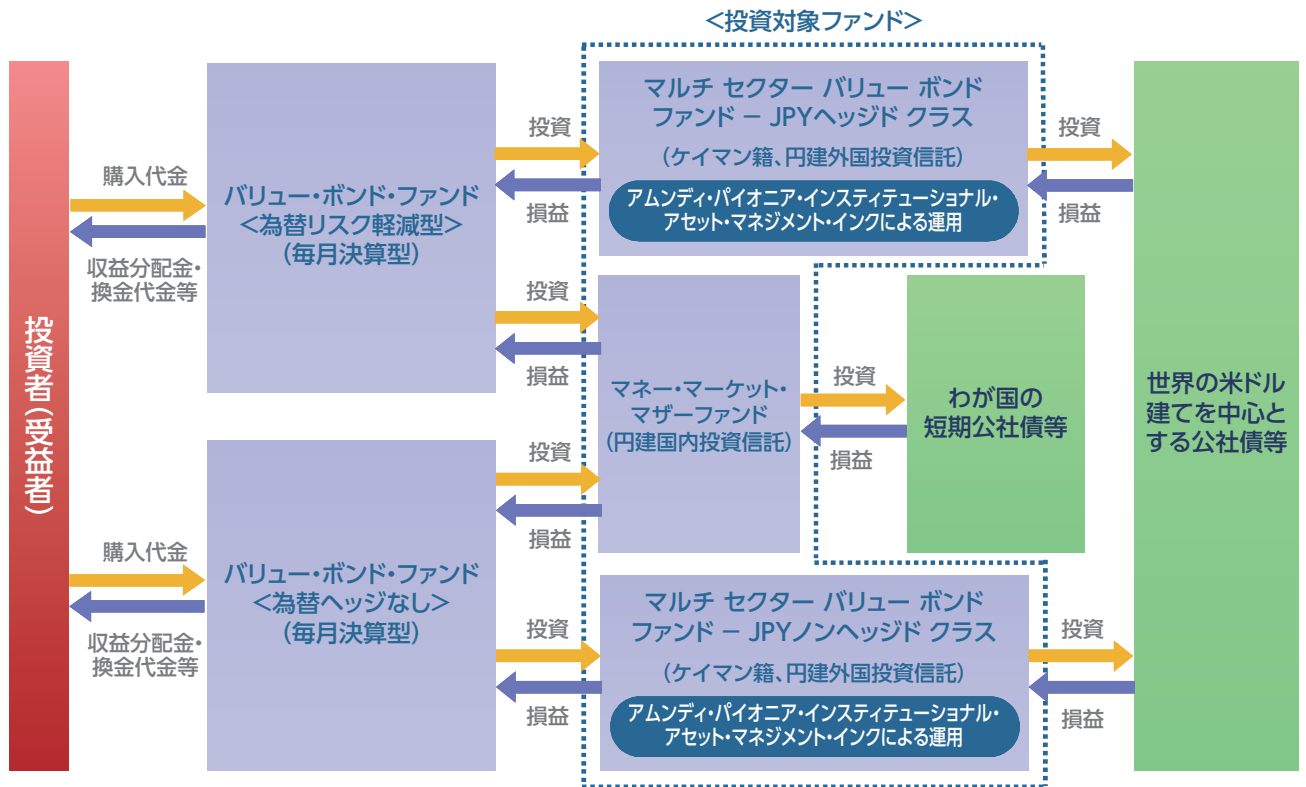 <投資対象ファンド>
投資者(受益者)
購入代金
収益分配金・
換金代金等
バリュー・ボンド・ファンド
<為替リスク軽減型>
(毎月決算型)
投資
損益
マルチ セクター バリュー ボンド
ファンド － JPYヘッジド クラス
(ケイマン籍、円建外国投資信託)
アムンディ・パイオニア・インスティテューショナル・
アセット・マネジメント・インクによる運用
投資
損益
投資
損益
マネー・マーケット・
マザーファンド
(円建国内投資信託)
投資
損益
わが国の
短期公社債等
世界の米ドル
建てを中心と
する公社債等
投資
損益
購入代金
収益分配金・
換金代金等
バリュー・ボンド・ファンド
<為替ヘッジなし>
(毎月決算型)
投資
損益
マルチ セクター バリュー ボンド
ファンド － JPYノンヘッジド クラス
(ケイマン籍、円建外国投資信託)
アムンディ・パイオニア・インスティテューショナル・
アセット・マネジメント・インクによる運用
投資
損益